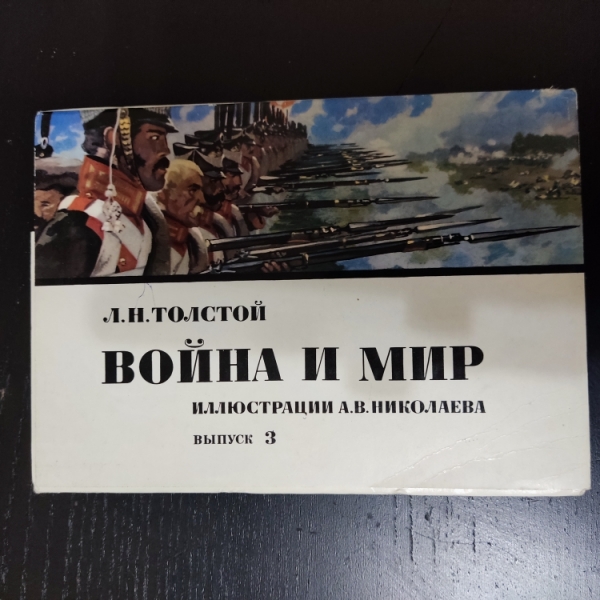 Л.Н.ТОЛСТОЙ
ВОЙНА И МИР
ИЛЛЮСТРАЦИИ А.В.НИКОЛАЕВА
ВЫПУСК 3